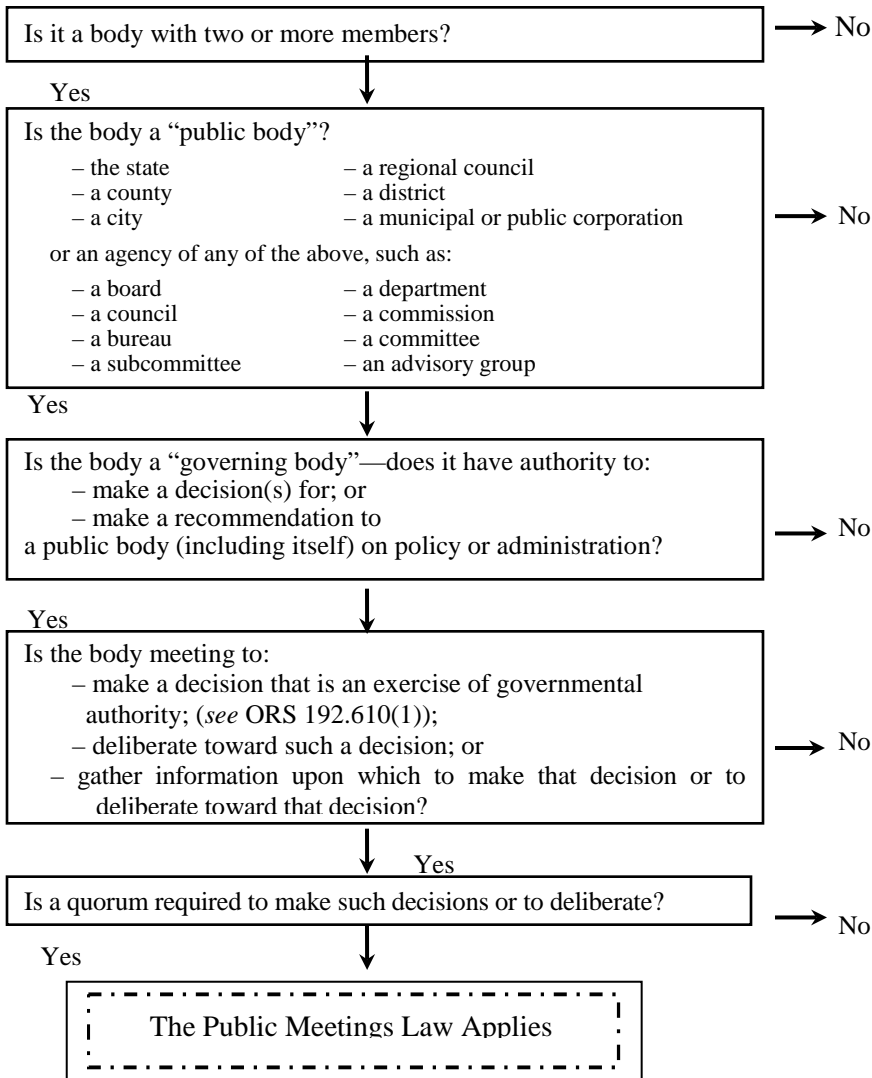 Is it a body with two or more members?
No
Yes
Is the body a “public body”?
– the state – a regional council
– a county – a district
– a city – a municipal or public corporation
No
or an agency of any of the above, such as:
– a board – a department
– a council – a commission
– a bureau – a committee
– a subcommittee – an advisory group
Yes
Is the body a “governing body”—does it have authority to:
– make a decision(s) for; or
– make a recommendation to
No
a public body (including itself) on policy or administration?
Yes
Is the body meeting to:
– make a decision that is an exercise of governmental
authority; (see ORS 192.610(1));
– deliberate toward such a decision; or
No
– gather information upon which to make that decision or to
deliberate toward that decision?
Yes
Is a quorum required to make such decisions or to deliberate?
No
Yes
The Public Meetings Law Applies